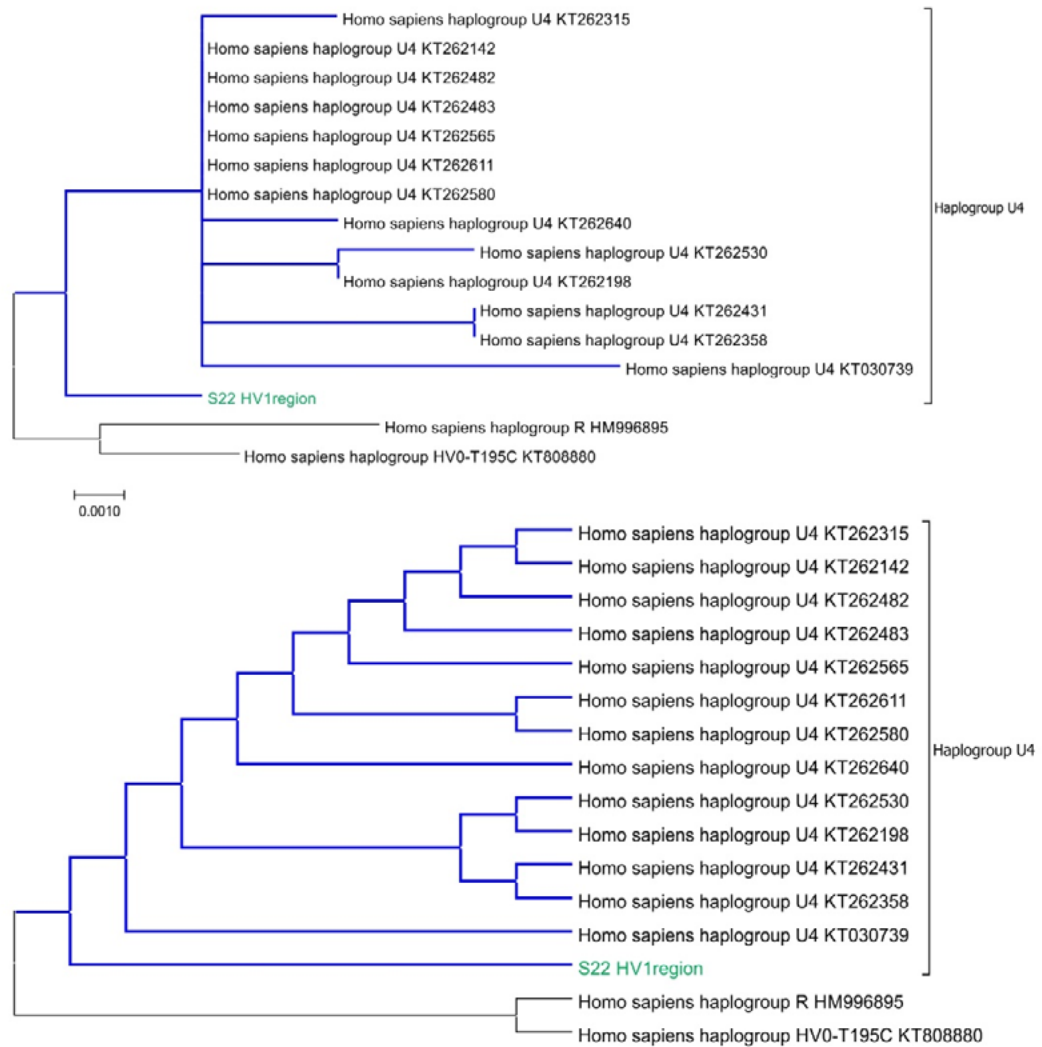 Homo sapiens haplogroup U4 KT262315
Homo sapiens haplogroup U4 KT262142
Homo sapiens haplogroup U4 KT262482
Homo sapiens haplogroup U4 KT262483
Homo sapiens haplogroup U4 KT262565
Homo sapiens haplogroup U4 KT262611
Homo sapiens haplogroup U4 KT262580
Haplogroup U4
Homo sapiens haplogroup U4 KT262640
Homo sapiens haplogroup U4 KT262530
Homo sapiens haplogroup U4 KT262198
Homo sapiens haplogroup U4 KT262431
Homo sapiens haplogroup U4 KT262358
Homo sapiens haplogroup U4 KT030739
S22 HV1region
Homo sapiens haplogroup R HM996895
Homo sapiens haplogroup HV0-T195C KT808880
0.0010
Homo sapiens haplogroup U4 KT262315
Homo sapiens haplogroup U4 KT262142
Homo sapiens haplogroup U4 KT262482
Homo sapiens haplogroup U4 KT262483
Homo sapiens haplogroup U4 KT262565
Homo sapiens haplogroup U4 KT262611
Homo sapiens haplogroup U4 KT262580
Haplogroup U4
Homo sapiens haplogroup U4 KT262640
Homo sapiens haplogroup U4 KT262530
Homo sapiens haplogroup U4 KT262198
Homo sapiens haplogroup U4 KT262431
Homo sapiens haplogroup U4 KT262358
Homo sapiens haplogroup U4 KT030739
S22 HV1region
Homo sapiens haplogroup R HM996895
Homo sapiens haplogroup HV0-T195C KT808880